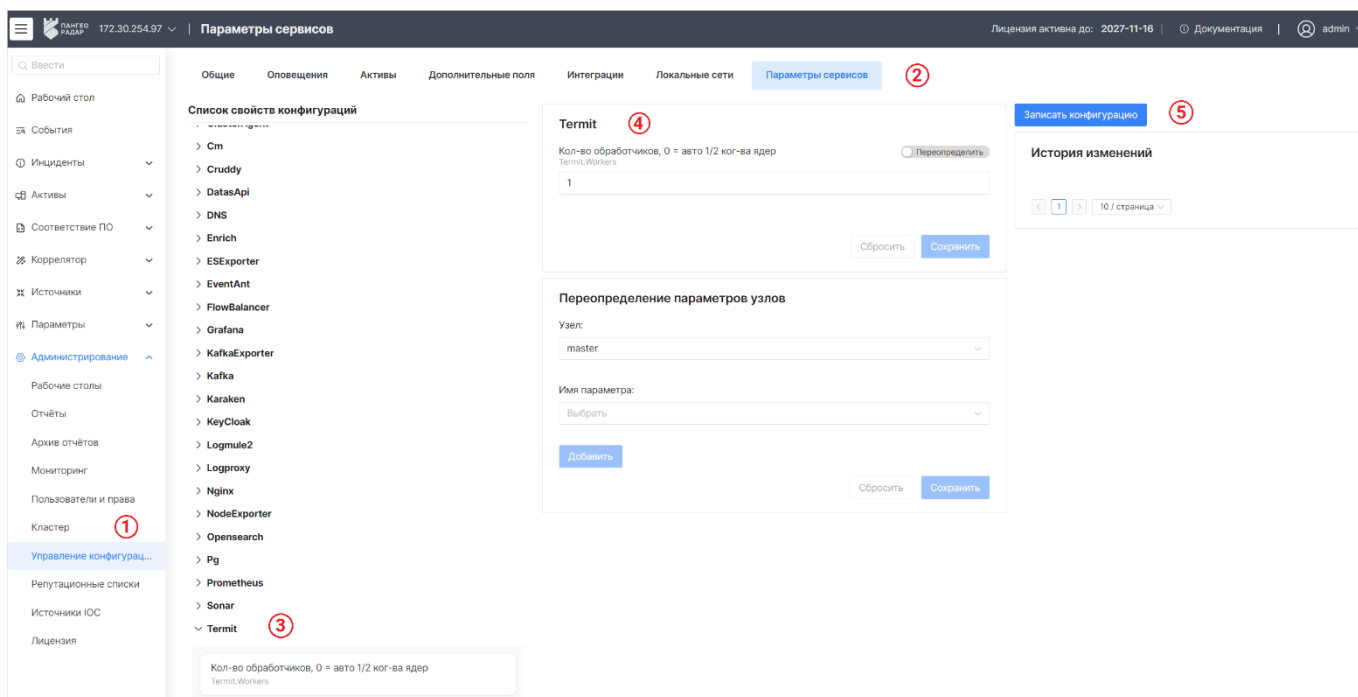 ПАНГЕО РАДАР 172.30.254.97 | Параметры сервисов Лицензия активна до: 2027-11-16 | Документация | admin
Ввести
Рабочий стол
События
Инциденты
Активы
Соответствие ПО
Коррелятор
Источники
Параметры
Администрирование
Рабочие столы
Отчёты
Архив отчётов
Мониторинг
Пользователи и права
Кластер 1
Управление конфигурац...
Репутационные списки
Источники IOC
Лицензия
Общие Оповещения Активы Дополнительные поля Интеграции Локальные сети Параметры сервисов 2
Список свойств конфигураций
ClusterAgent
Cm
Cruddy
DatasApi
DNS
Enrich
ESExporter
EventAnt
FlowBalancer
Grafana
KafkaExporter
Kafka
Karaken
KeyCloak
Logmule2
Logproxy
Nginx
NodeExporter
Opensearch
Pg
Prometheus
Sonar
Termit 3
Кол-во обработчиков, 0 = авто 1/2 ког-ва ядер
Termit.Workers
Termit 4
Кол-во обработчиков, 0 = авто 1/2 ког-ва ядер Переопределить
Termit.Workers
1
Сбросить Сохранить
Переопределение параметров узлов
Узел:
master
Имя параметра:
Выбрать
Добавить
Сбросить Сохранить
Записать конфигурацию 5
История изменений
< 1 > 10 / страница